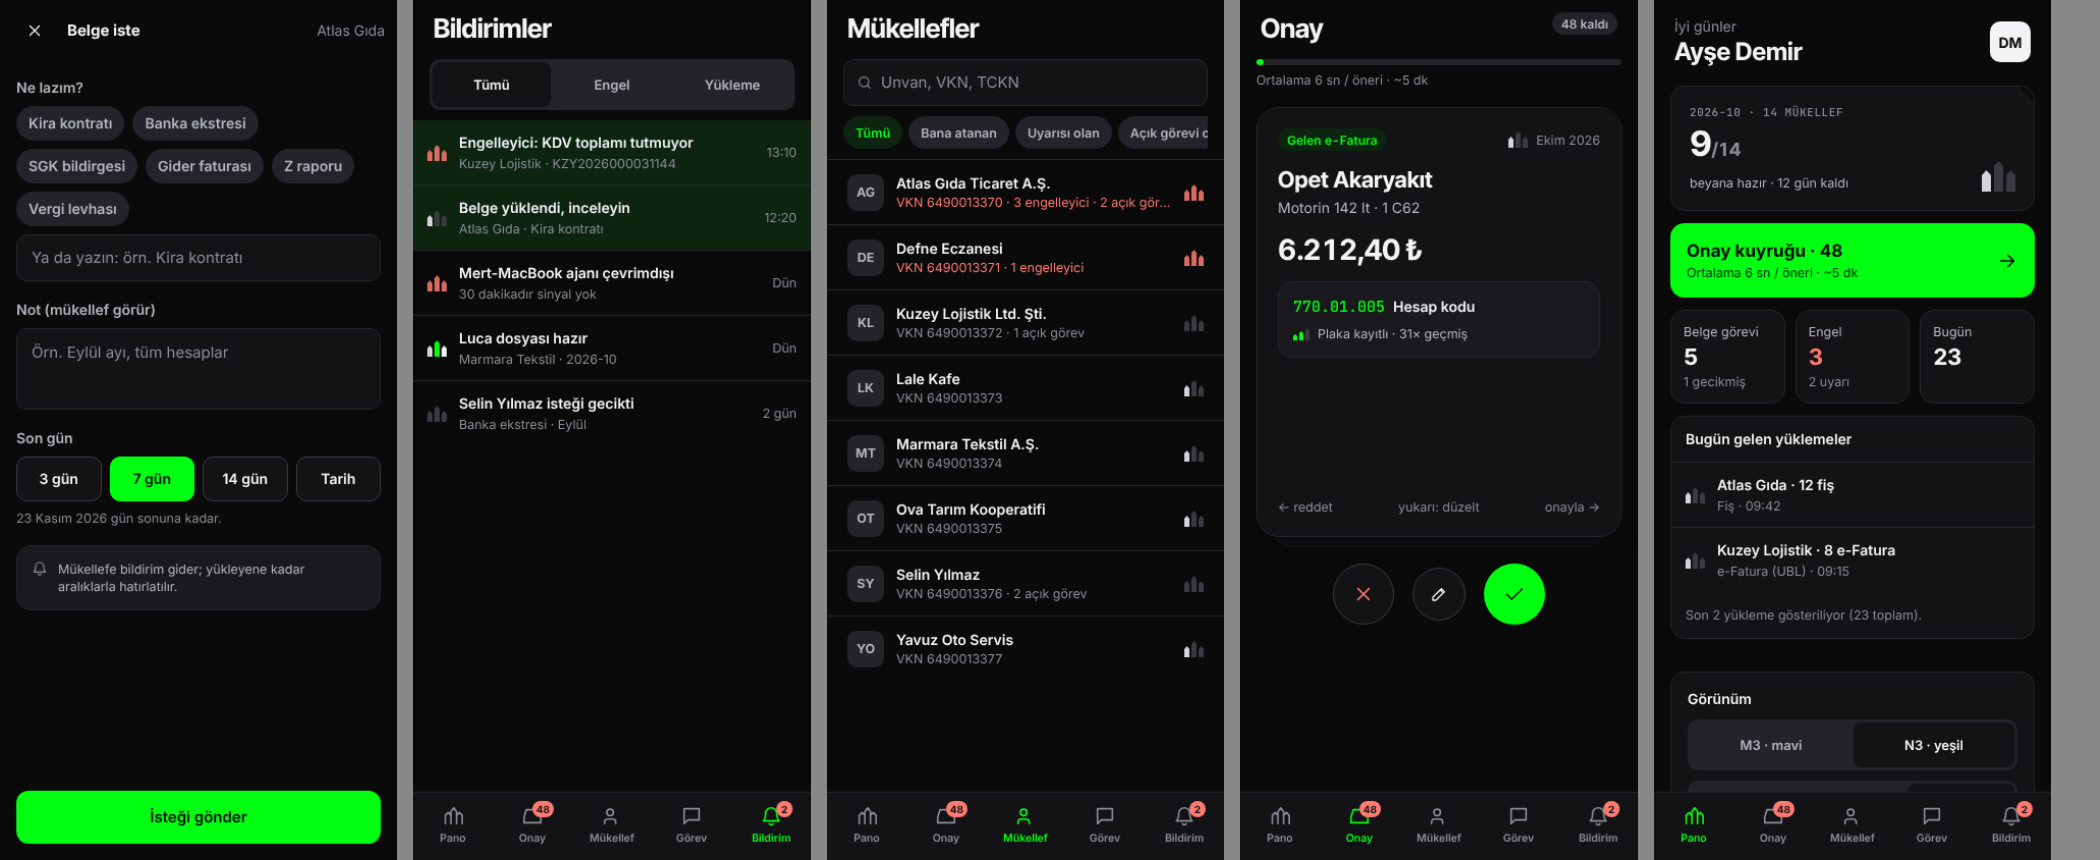 Belge iste
Atlas Gıda
Ne lazım?
Kira kontratı
Banka ekstresi
SGK bildirgesi
Gider faturası
Z raporu
Vergi levhası
Ya da yazın: örn. Kira kontratı
Not (mükellef görür)
Örn. Eylül ayı, tüm hesaplar
Son gün
3 gün
7 gün
14 gün
Tarih
23 Kasım 2026 gün sonuna kadar.
Mükellefe bildirim gider; yükleyene kadar
aralıklarla hatırlatılır.
İsteği gönder
Bildirimler
Tümü
Engel
Yükleme
Engelleyici: KDV toplamı tutmuyor
Kuzey Lojistik · KZY2026000031144
13:10
Belge yüklendi, inceleyin
Atlas Gıda · Kira kontratı
12:20
Mert-MacBook ajanı çevrimdışı
30 dakikadır sinyal yok
Dün
Luca dosyası hazır
Marmara Tekstil · 2026-10
Dün
Selin Yılmaz isteği gecikti
Banka ekstresi · Eylül
2 gün
Pano
48
Onay
Mükellef
Görev
2
Bildirim
Mükellefler
Unvan, VKN, TCKN
Tümü
Bana atanan
Uyarısı olan
Açık görevi o
AG
Atlas Gıda Ticaret A.Ş.
VKN 6490013370 · 3 engelleyici · 2 açık gör...
DE
Defne Eczanesi
VKN 6490013371 · 1 engelleyici
KL
Kuzey Lojistik Ltd. Şti.
VKN 6490013372 · 1 açık görev
LK
Lale Kafe
VKN 6490013373
MT
Marmara Tekstil A.Ş.
VKN 6490013374
OT
Ova Tarım Kooperatifi
VKN 6490013375
SY
Selin Yılmaz
VKN 6490013376 · 2 açık görev
YO
Yavuz Oto Servis
VKN 6490013377
Pano
48
Onay
Mükellef
Görev
2
Bildirim
Onay
48 kaldı
Ortalama 6 sn / öneri · ~5 dk
Gelen e-Fatura
Ekim 2026
Opet Akaryakıt
Motorin 142 lt · 1 C62
6.212,40 ₺
770.01.005 Hesap kodu
Plaka kayıtlı · 31× geçmiş
← reddet
yukarı: düzelt
onayla →
Pano
48
Onay
Mükellef
Görev
2
Bildirim
İyi günler
Ayşe Demir
DM
2026-10 · 14 MÜKELLEF
9/14
beyana hazır · 12 gün kaldı
Onay kuyruğu · 48
Ortalama 6 sn / öneri · ~5 dk
Belge görevi
5
1 gecikmiş
Engel
3
2 uyarı
Bugün
23
Bugün gelen yüklemeler
Atlas Gıda · 12 fiş
Fiş · 09:42
Kuzey Lojistik · 8 e-Fatura
e-Fatura (UBL) · 09:15
Son 2 yükleme gösteriliyor (23 toplam).
Görünüm
M3 · mavi
N3 · yeşil
Pano
48
Onay
Mükellef
Görev
2
Bildirim